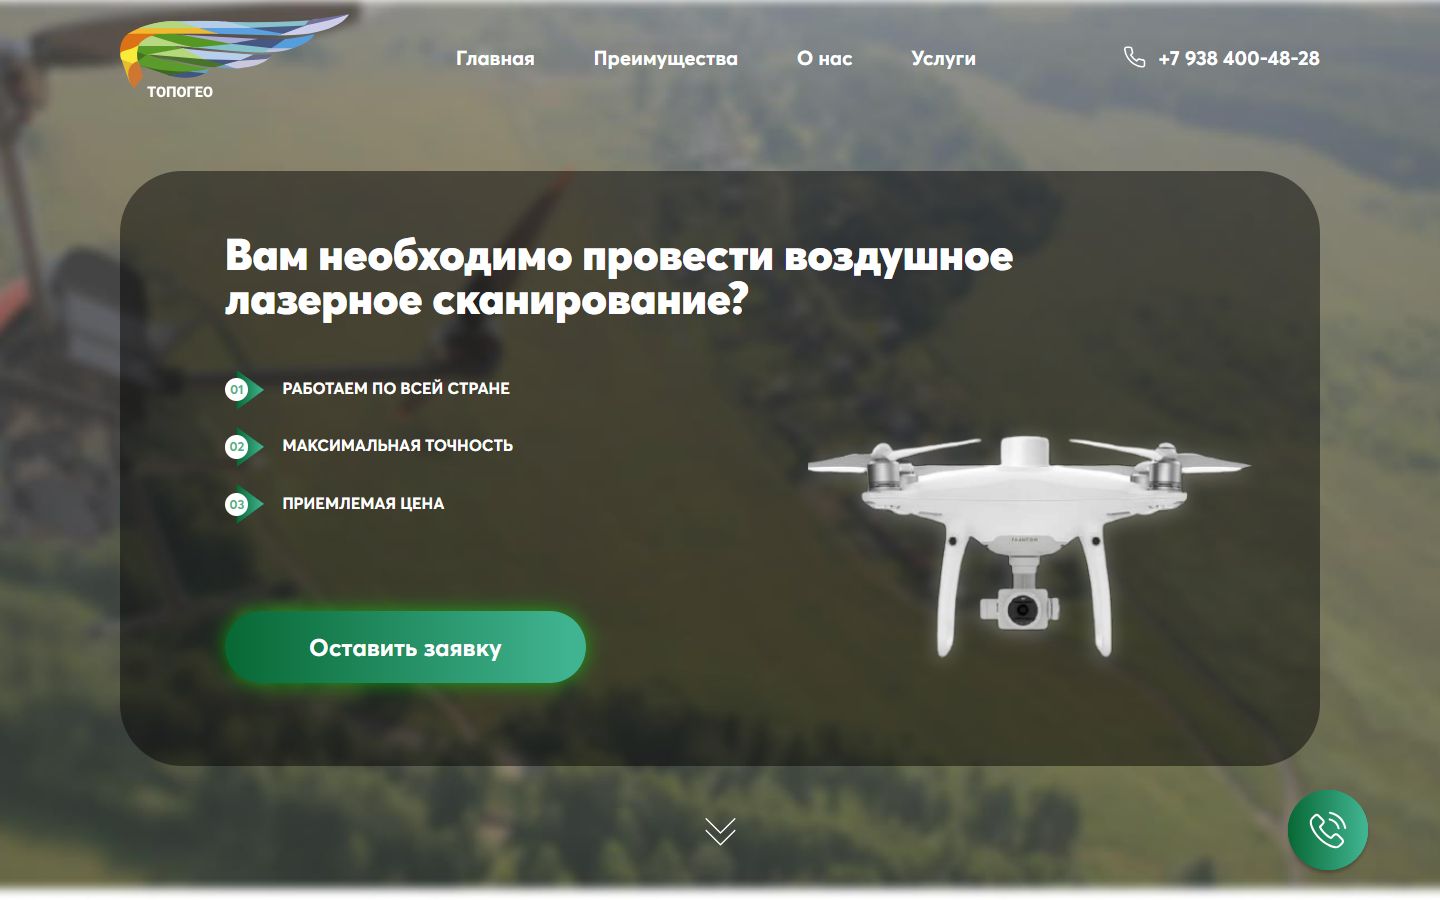 ТОПОГЕО
Главная Преимущества О нас Услуги +7 938 400-48-28
Вам необходимо провести воздушное
лазерное сканирование?
01 РАБОТАЕМ ПО ВСЕЙ СТРАНЕ
02 МАКСИМАЛЬНАЯ ТОЧНОСТЬ
03 ПРИЕМЛЕМАЯ ЦЕНА
Оставить заявку